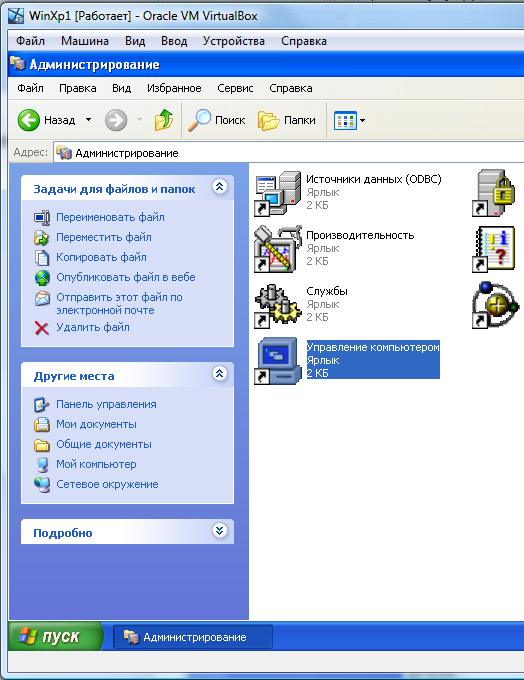 WinXp1 [Работает] - Oracle VM VirtualBox
Файл Машина Вид Ввод Устройства Справка
Администрирование
Файл Правка Вид Избранное Сервис Справка
Назад Поиск Папки
Адрес: Администрирование
Задачи для файлов и папок
Переименовать файл
Переместить файл
Копировать файл
Опубликовать файл в вебе
Отправить этот файл по
электронной почте
Удалить файл
Другие места
Панель управления
Мои документы
Общие документы
Мой компьютер
Сетевое окружение
Подробно
Источники данных (ODBC)
Ярлык
2 КБ
Производительность
Ярлык
2 КБ
Службы
Ярлык
2 КБ
Управление компьютером
Ярлык
2 КБ
пуск Администрирование